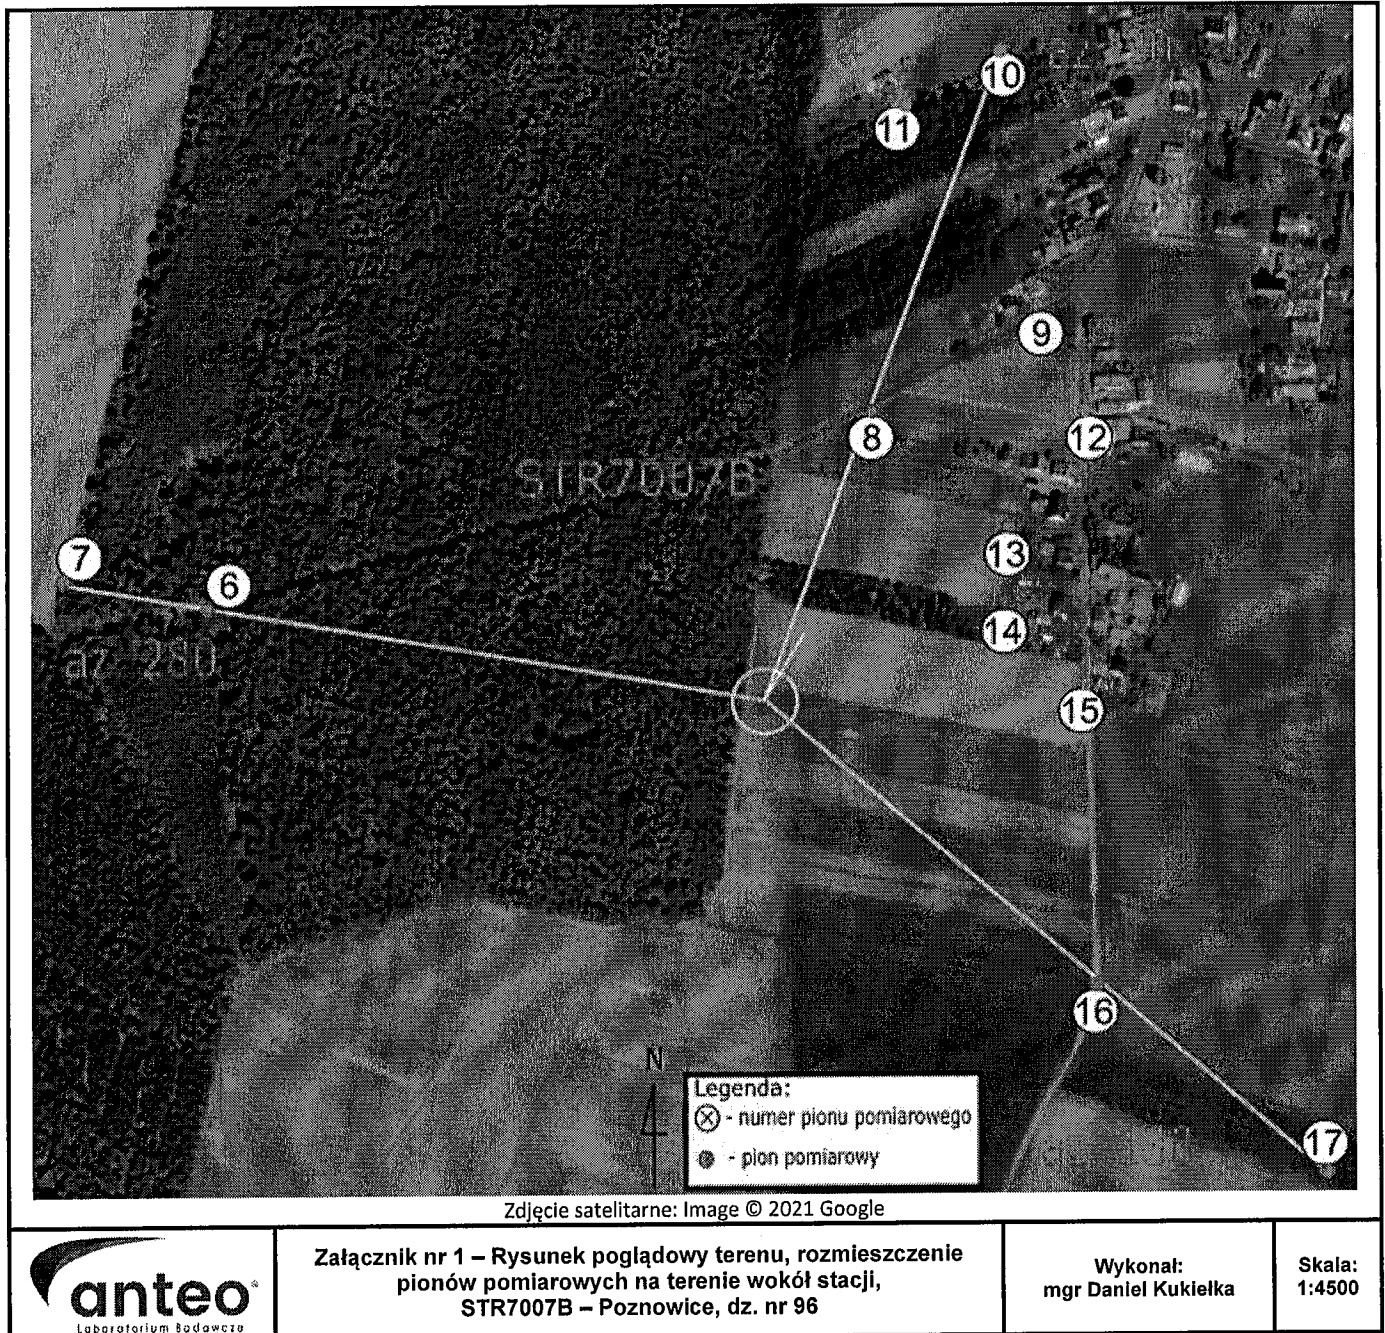 10
11
9
8
12
STR7007B
13
7
6
14
az 280
15
16
N
Legenda:
- numer pionu pomiarowego
- pion pomiarowy
17
Zdjęcie satelitarne: Image © 2021 Google
anteo
Laboratorium Badawcze
Załącznik nr 1 – Rysunek poglądowy terenu, rozmieszczenie
pionów pomiarowych na terenie wokół stacji,
STR7007B – Poznowice, dz. nr 96
Wykonał:
mgr Daniel Kukiełka
Skala:
1:4500